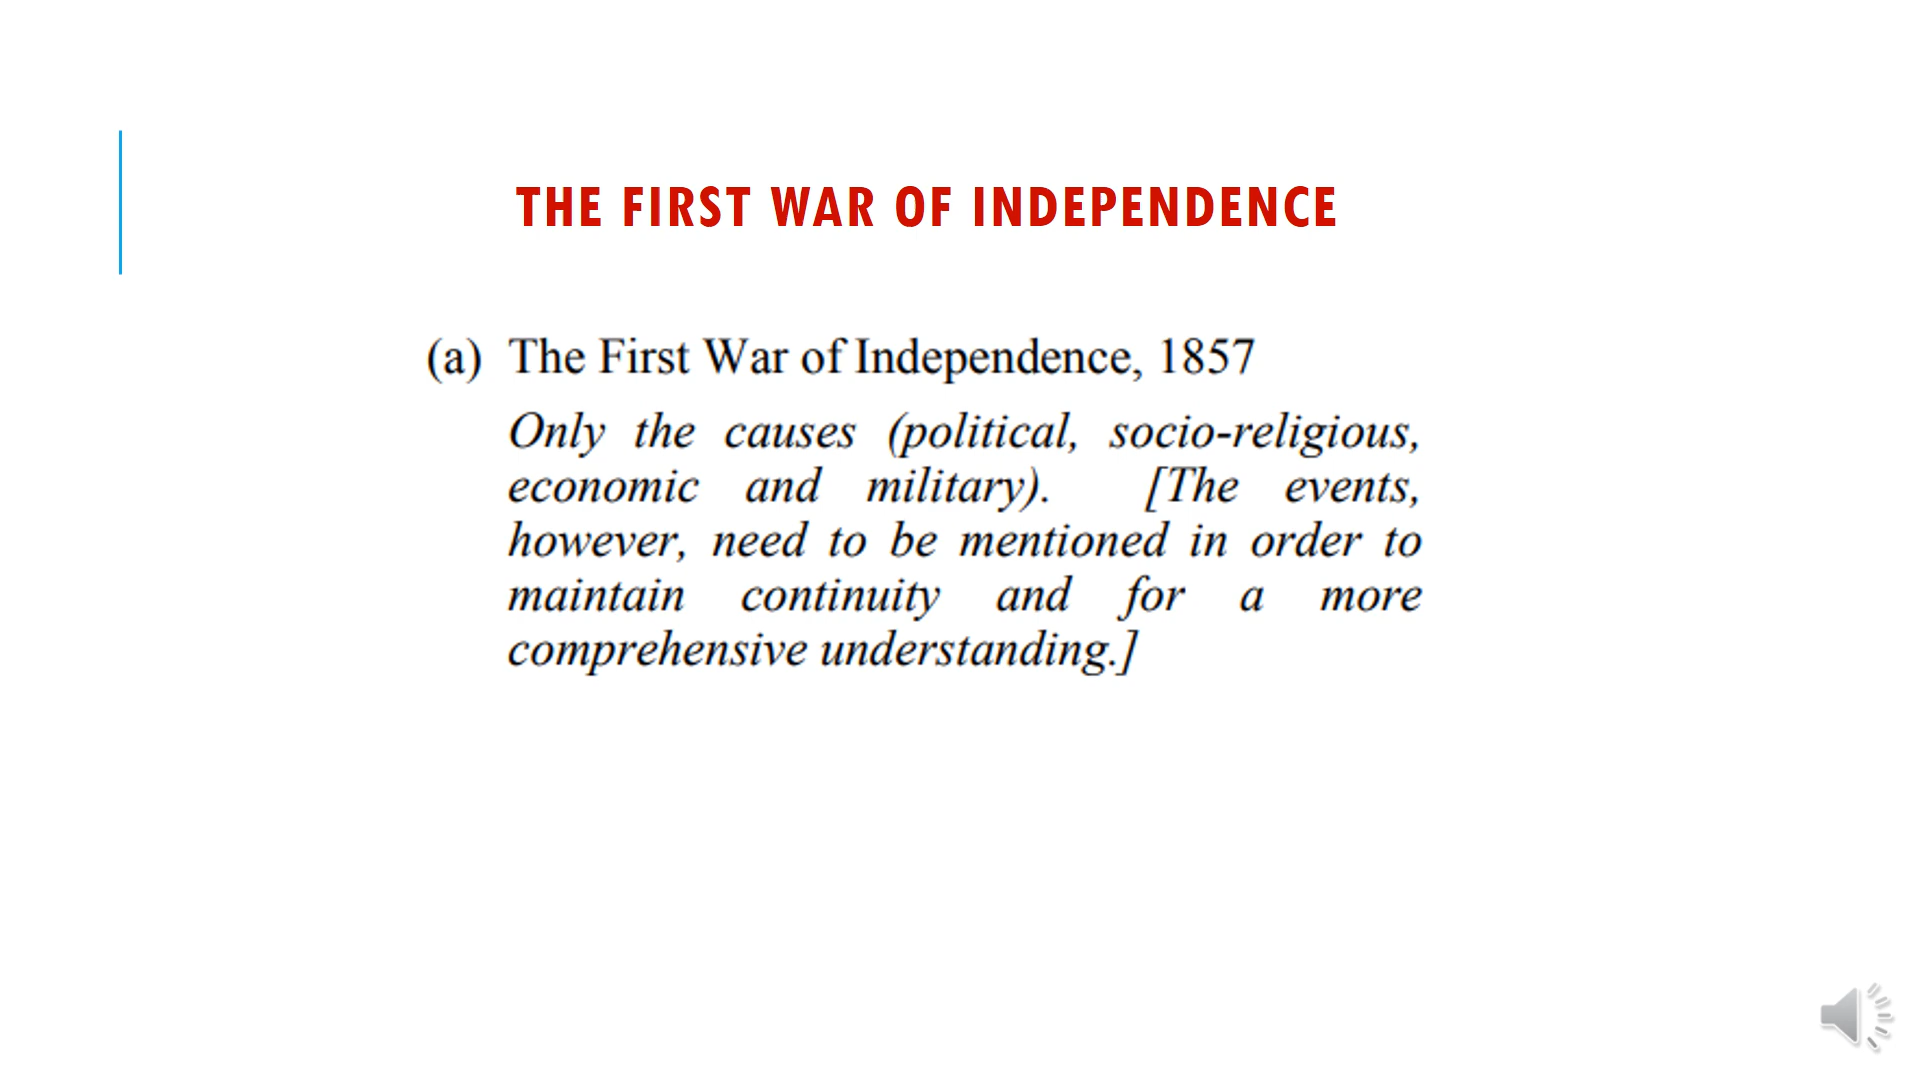 THE FIRST WAR OF INDEPENDENCE
(a) The First War of Independence, 1857
Only the causes (political, socio-religious,
economic and military). [The events,
however, need to be mentioned in order to
maintain continuity and for a more
comprehensive understanding.]